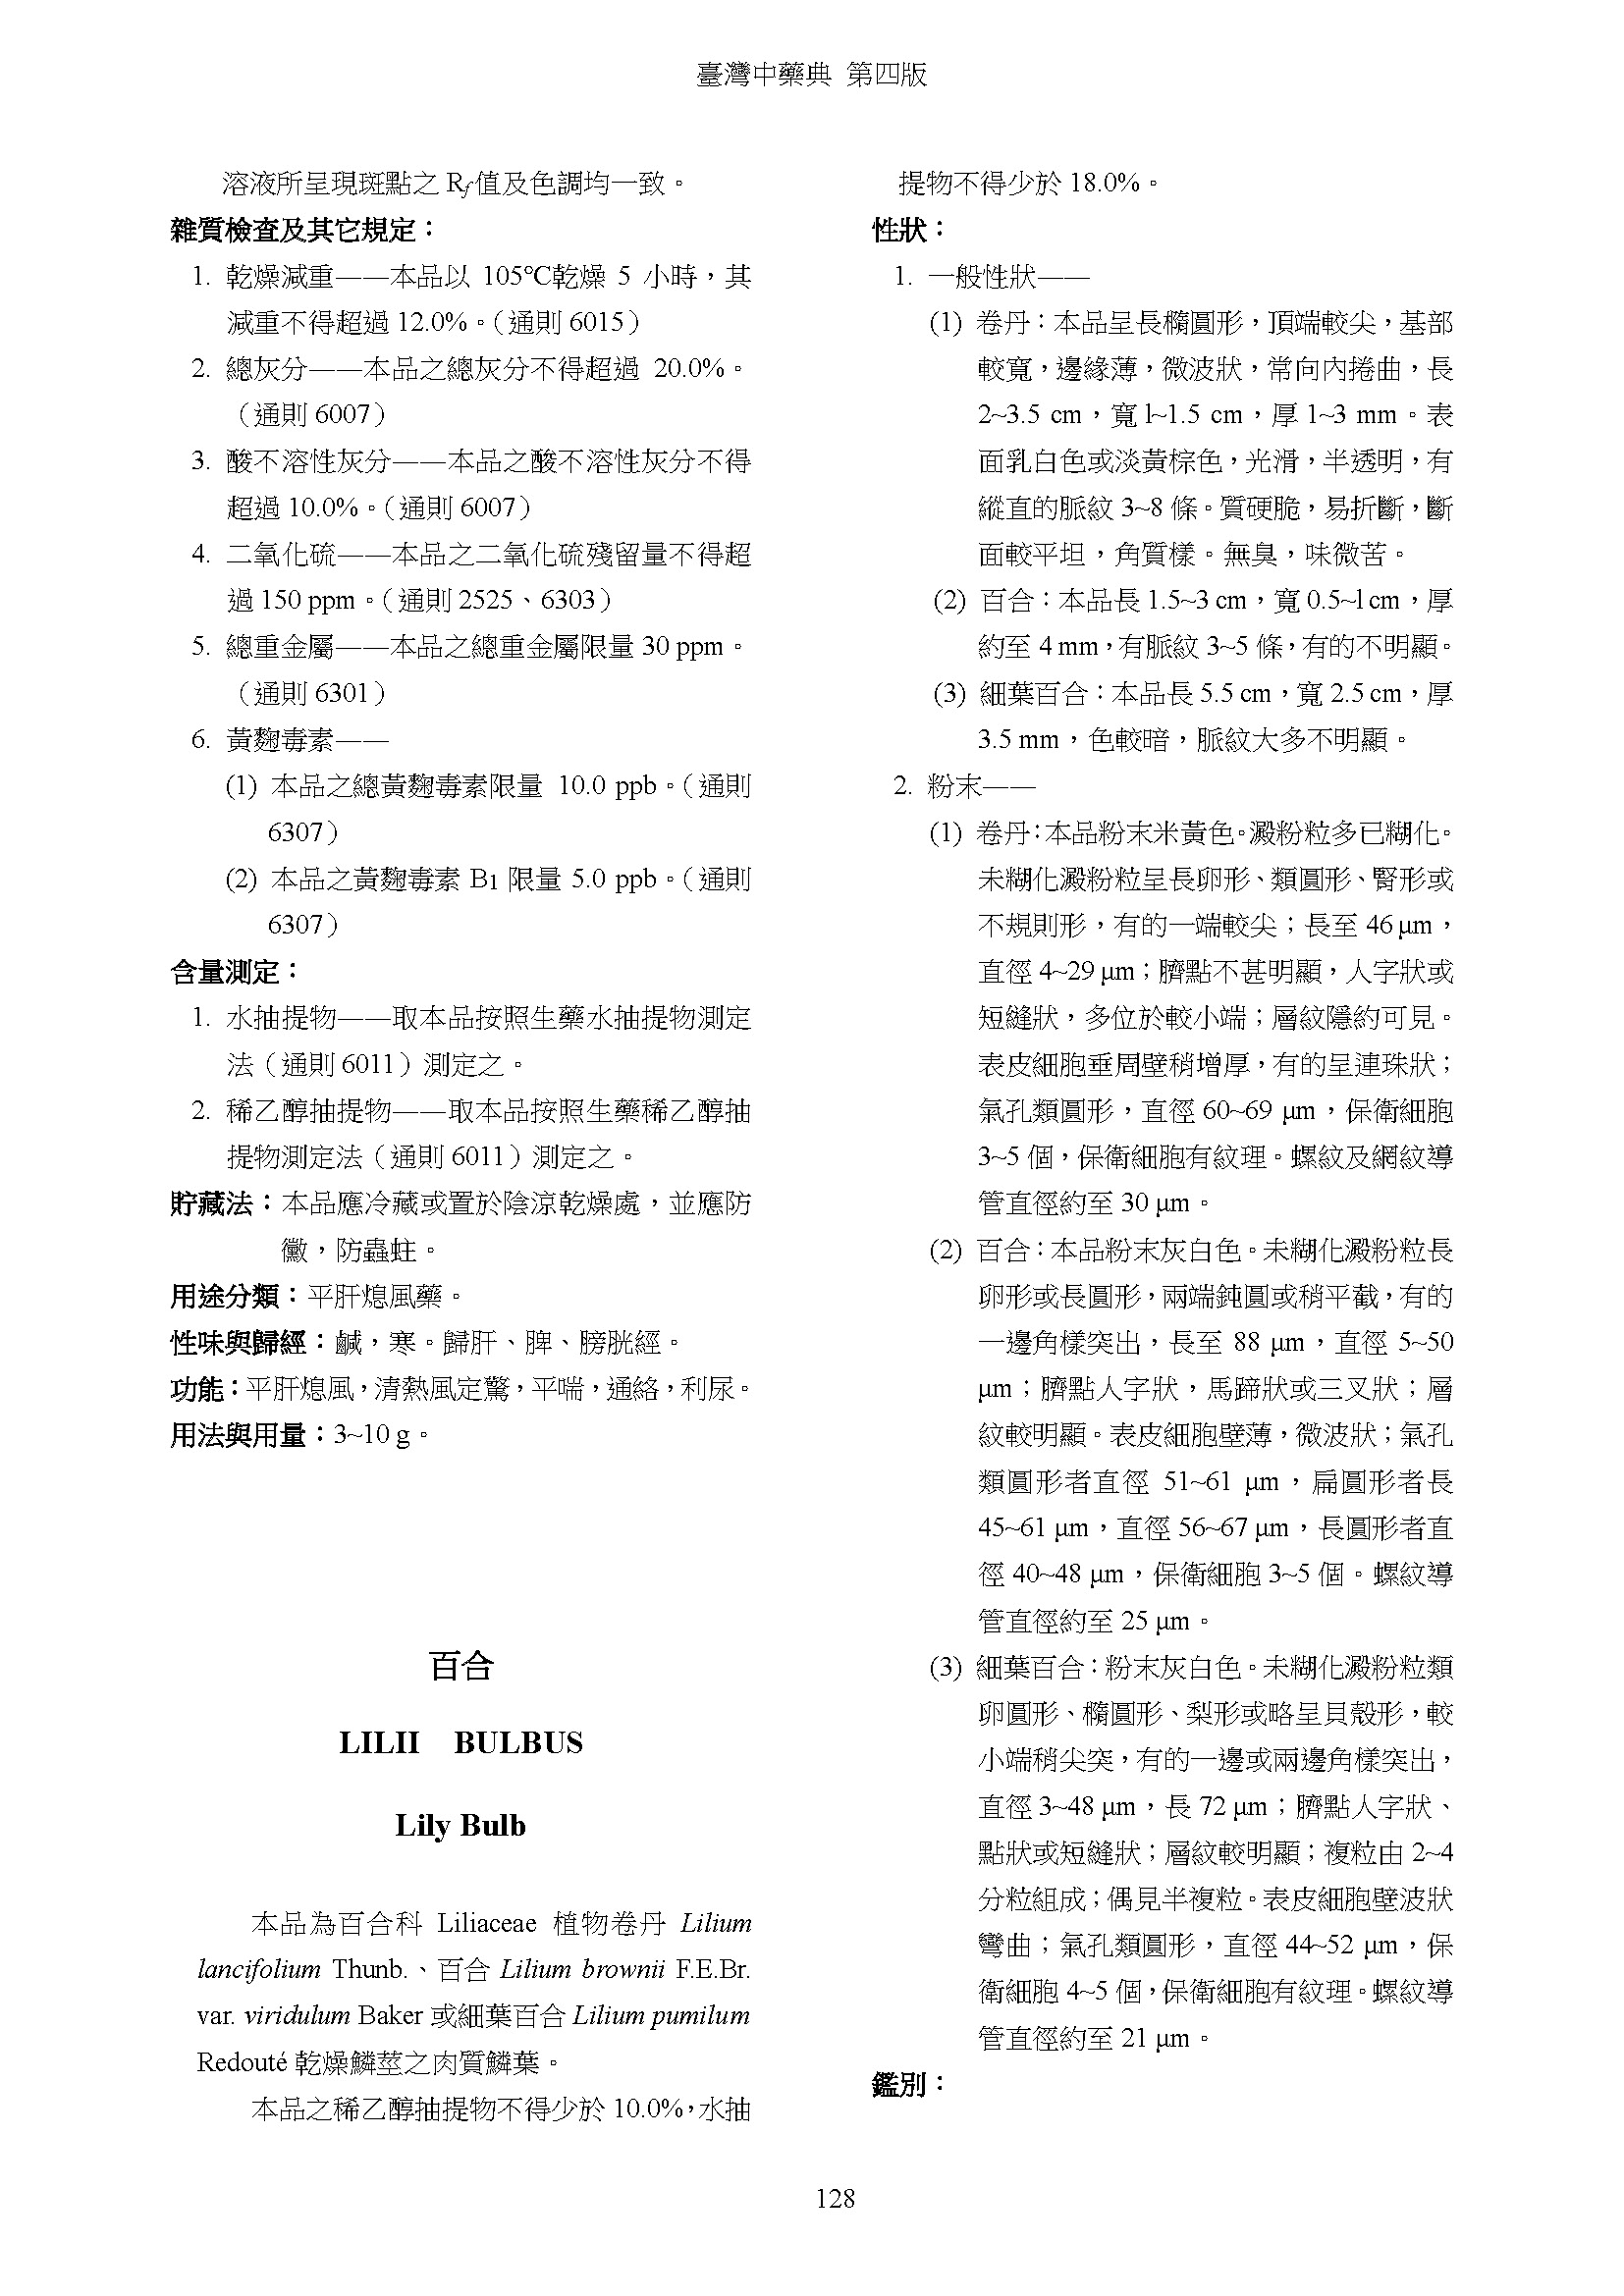 臺灣中藥典 第四版
溶液所呈現斑點之 Rf值及色調均一致。
雜質檢查及其它規定：
1. 乾燥減重——本品以 105℃乾燥 5 小時，其
減重不得超過 12.0%。（通則 6015）
2. 總灰分——本品之總灰分不得超過 20.0%。
（通則 6007）
3. 酸不溶性灰分——本品之酸不溶性灰分不得
超過 10.0%。（通則 6007）
4. 二氧化硫——本品之二氧化硫殘留量不得超
過 150 ppm。（通則 2525、6303）
5. 總重金屬——本品之總重金屬限量 30 ppm。
（通則 6301）
6. 黃麴毒素——
(1) 本品之總黃麴毒素限量 10.0 ppb。（通則
6307）
(2) 本品之黃麴毒素 B1 限量 5.0 ppb。（通則
6307）
含量測定：
1. 水抽提物——取本品按照生藥水抽提物測定
法（通則 6011）測定之。
2. 稀乙醇抽提物——取本品按照生藥稀乙醇抽
提物測定法（通則 6011）測定之。
貯藏法：本品應冷藏或置於陰涼乾燥處，並應防
黴，防蟲蛀。
用途分類：平肝熄風藥。
性味與歸經：鹹，寒。歸肝、脾、膀胱經。
功能：平肝熄風，清熱風定驚，平喘，通絡，利尿。
用法與用量：3~10 g。
百合
LILII BULBUS
Lily Bulb
本品為百合科 Liliaceae 植物卷丹 Lilium
lancifolium Thunb.、百合 Lilium brownii F.E.Br.
var. viridulum Baker 或細葉百合 Lilium pumilum
Redouté 乾燥鱗莖之肉質鱗葉。
本品之稀乙醇抽提物不得少於 10.0%，水抽
提物不得少於 18.0%。
性狀：
1. 一般性狀——
(1) 卷丹：本品呈長橢圓形，頂端較尖，基部
較寬，邊緣薄，微波狀，常向內捲曲，長
2~3.5 cm，寬 l~1.5 cm，厚 1~3 mm。表
面乳白色或淡黃棕色，光滑，半透明，有
縱直的脈紋 3~8 條。質硬脆，易折斷，斷
面較平坦，角質樣。無臭，味微苦。
(2) 百合：本品長 1.5~3 cm，寬 0.5~l cm，厚
約至 4 mm，有脈紋 3~5 條，有的不明顯。
(3) 細葉百合：本品長 5.5 cm，寬 2.5 cm，厚
3.5 mm，色較暗，脈紋大多不明顯。
2. 粉末——
(1) 卷丹：本品粉末米黃色。澱粉粒多已糊化。
未糊化澱粉粒呈長卵形、類圓形、腎形或
不規則形，有的一端較尖；長至 46 μm，
直徑 4~29 μm；臍點不甚明顯，人字狀或
短縫狀，多位於較小端；層紋隱約可見。
表皮細胞垂周壁稍增厚，有的呈連珠狀；
氣孔類圓形，直徑 60~69 μm，保衛細胞
3~5 個，保衛細胞有紋理。螺紋及網紋導
管直徑約至 30 μm。
(2) 百合：本品粉末灰白色。未糊化澱粉粒長
卵形或長圓形，兩端鈍圓或稍平截，有的
一邊角樣突出，長至 88 μm，直徑 5~50
μm；臍點人字狀，馬蹄狀或三叉狀；層
紋較明顯。表皮細胞壁薄，微波狀；氣孔
類圓形者直徑 51~61 μm，扁圓形者長
45~61 μm，直徑 56~67 μm，長圓形者直
徑 40~48 μm，保衛細胞 3~5 個。螺紋導
管直徑約至 25 μm。
(3) 細葉百合：粉末灰白色。未糊化澱粉粒類
卵圓形、橢圓形、梨形或略呈貝殼形，較
小端稍尖突，有的一邊或兩邊角樣突出，
直徑 3~48 μm，長 72 μm；臍點人字狀、
點狀或短縫狀；層紋較明顯；複粒由 2~4
分粒組成；偶見半複粒。表皮細胞壁波狀
彎曲；氣孔類圓形，直徑 44~52 μm，保
衛細胞 4~5 個，保衛細胞有紋理。螺紋導
管直徑約至 21 μm。
鑑別：
128